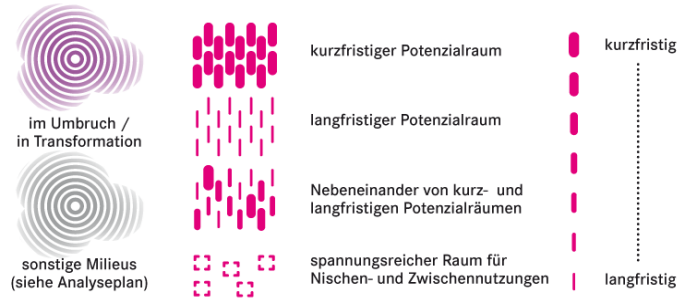 im Umbruch /
in Transformation
sonstige Milieus
(siehe Analyseplan)
kurzfristiger Potenzialraum
langfristiger Potenzialraum
Nebeneinander von kurz- und
langfristigen Potenzialräumen
spannungsreicher Raum für
Nischen- und Zwischennutzungen
kurzfristig
langfristig